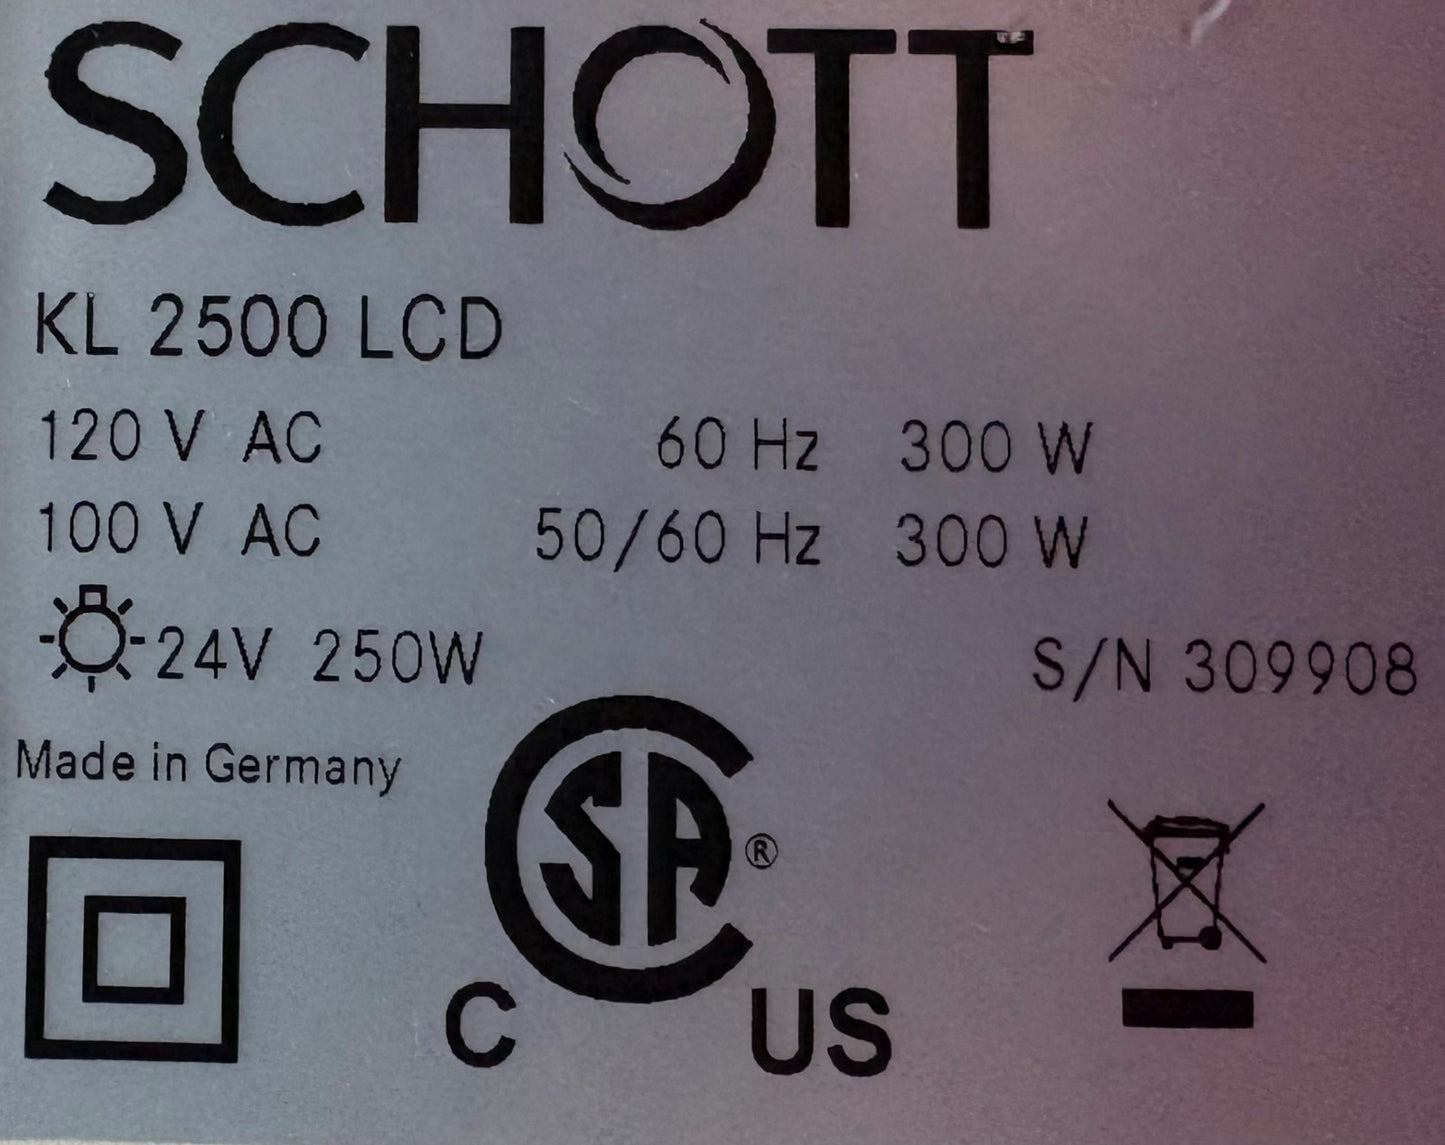 SCHOTT
KL 2500 LCD
120 V AC 60 Hz 300 W
100 V AC 50/60 Hz 300 W
24V 250W
S/N 309908
Made in Germany
CSA ®
C US